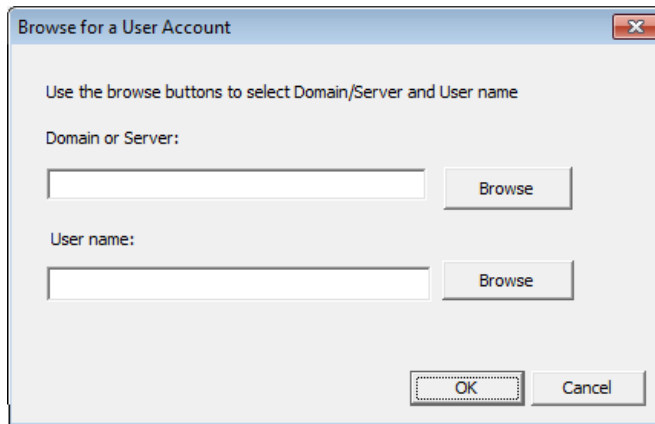 Browse for a User Account
Use the browse buttons to select Domain/Server and User name
Domain or Server:
Browse
User name:
Browse
OK
Cancel